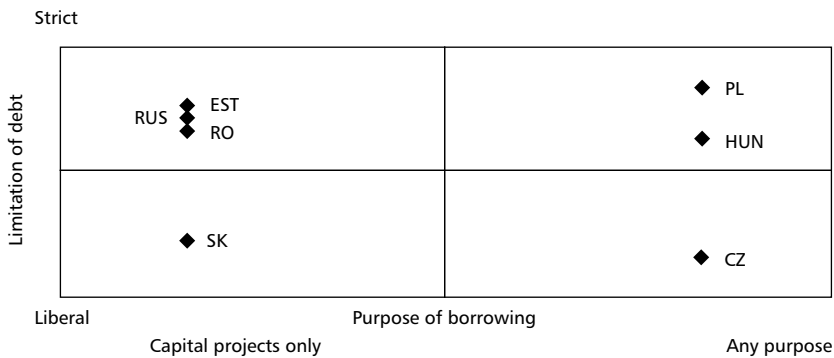 Strict
Limitation of debt
EST
PL
RUS
RO
HUN
SK
CZ
Liberal
Purpose of borrowing
Capital projects only
Any purpose